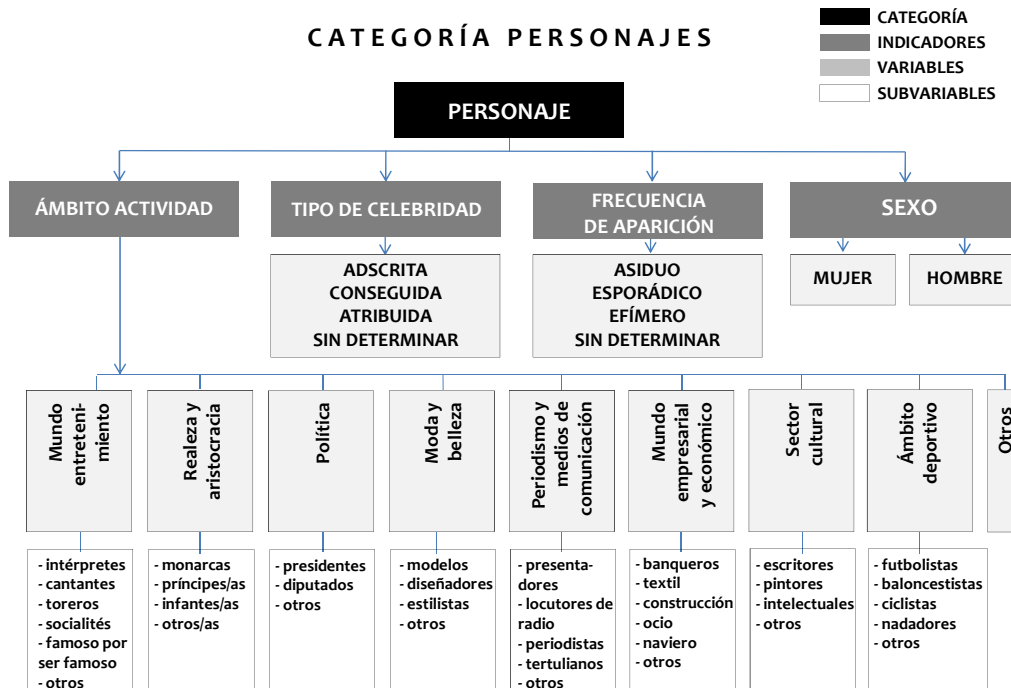 CATEGORÍA PERSONAJES
CATEGORÍA
INDICADORES
VARIABLES
SUBVARIABLES
PERSONAJE
ÁMBITO ACTIVIDAD
TIPO DE CELEBRIDAD
FRECUENCIA
DE APARICIÓN
SEXO
ADSCRITA
CONSEGUIDA
ATRIBUIDA
SIN DETERMINAR
ASIDUO
ESPORÁDICO
EFÍMERO
SIN DETERMINAR
MUJER
HOMBRE
Mundo
entreteni-
miento
Realeza y
aristocracia
Política
Moda y
belleza
Periodismo y
medios de
comunicación
Mundo
empresarial
y económico
Sector
cultural
Ámbito
deportivo
Otros
- intérpretes
- cantantes
- toreros
- socialités
- famoso por
ser famoso
- otros
- monarcas
- príncipes/as
- infantes/as
- otros/as
- presidentes
- diputados
- otros
- modelos
- diseñadores
- estilistas
- otros
- presenta-
dores
- locutores de
radio
- periodistas
- tertulianos
- otros
- banqueros
- textil
- construcción
- ocio
- naviero
- otros
- escritores
- pintores
- intelectuales
- otros
- futbolistas
- baloncestistas
- ciclistas
- nadadores
- otros